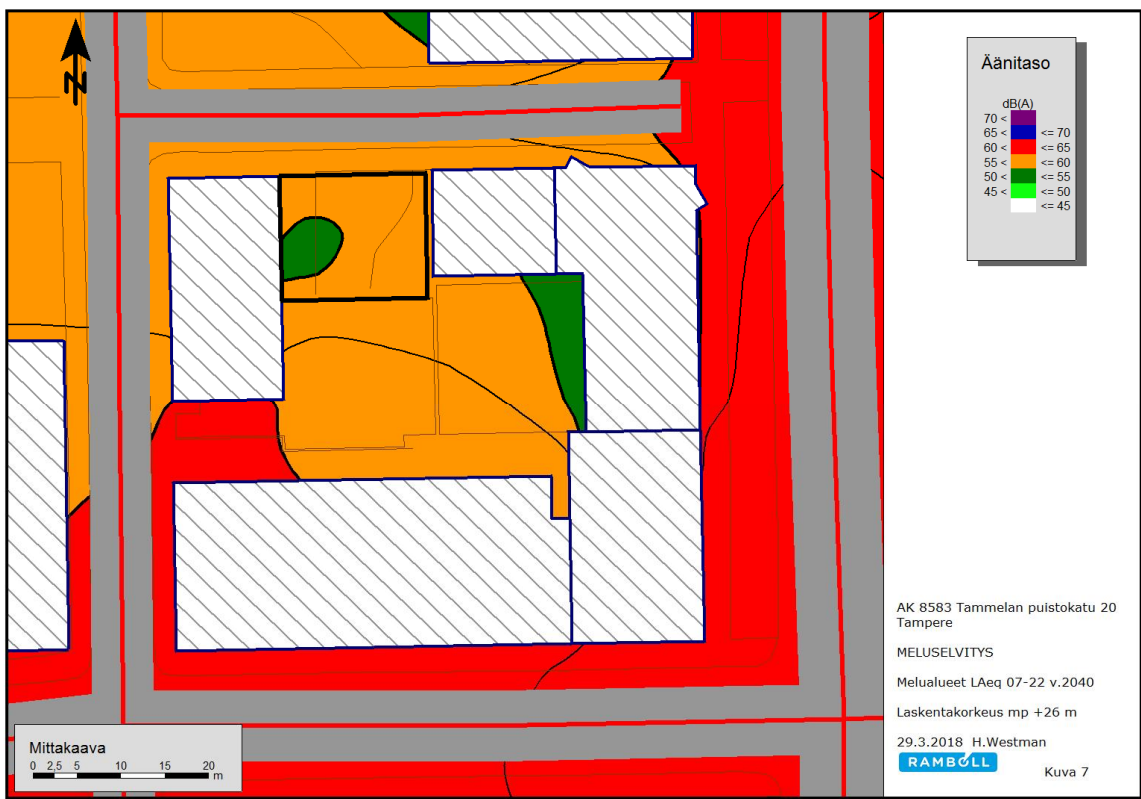 N
Äänitaso
dB(A)
70 <
65 < <= 70
60 < <= 65
55 < <= 60
50 < <= 55
45 < <= 50
<= 45
AK 8583 Tammelan puistokatu 20
Tampere
MELUSELVITYS
Melualueet LAeq 07-22 v.2040
Laskentakorkeus mp +26 m
29.3.2018 H.Westman
RAMBOLL
Kuva 7
Mittakaava
0 2,5 5 10 15 20
m